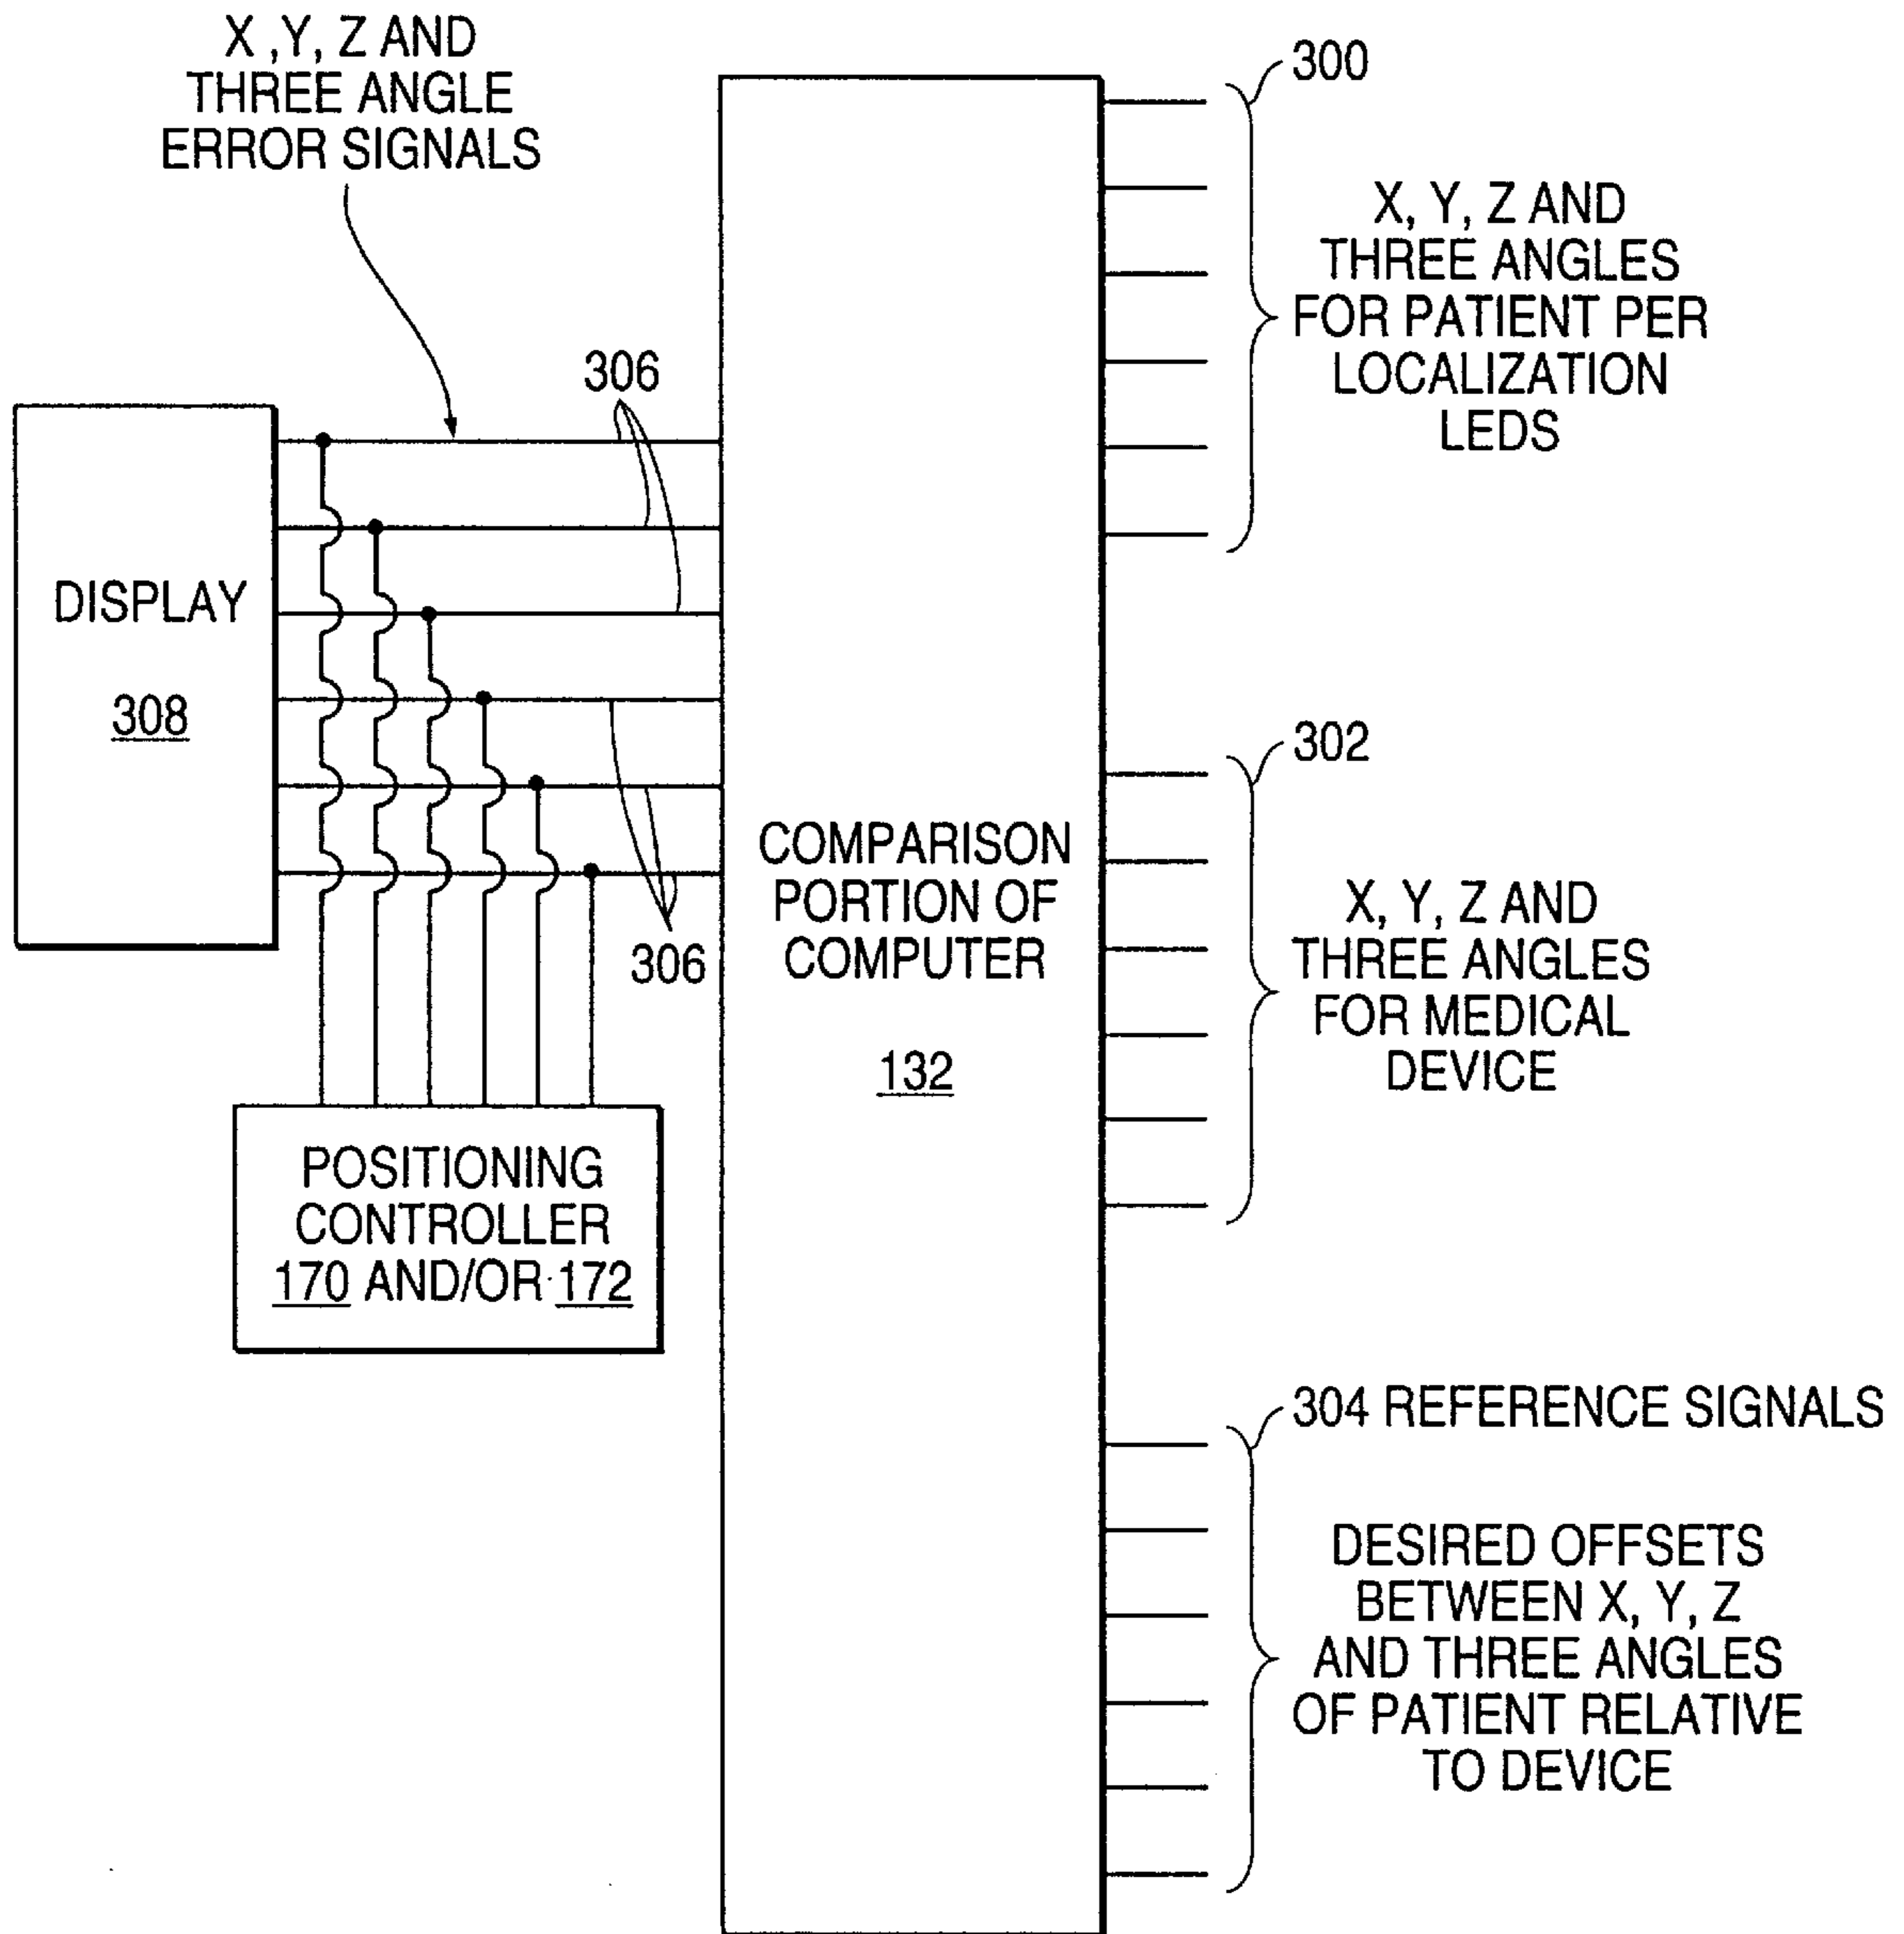 X ,Y, Z AND
THREE ANGLE
ERROR SIGNALS
306
DISPLAY
308
306
POSITIONING
CONTROLLER
170 AND/OR 172
COMPARISON
PORTION OF
COMPUTER
132
300
X, Y, Z AND
THREE ANGLES
FOR PATIENT PER
LOCALIZATION
LEDS
302
X, Y, Z AND
THREE ANGLES
FOR MEDICAL
DEVICE
304 REFERENCE SIGNALS
DESIRED OFFSETS
BETWEEN X, Y, Z
AND THREE ANGLES
OF PATIENT RELATIVE
TO DEVICE